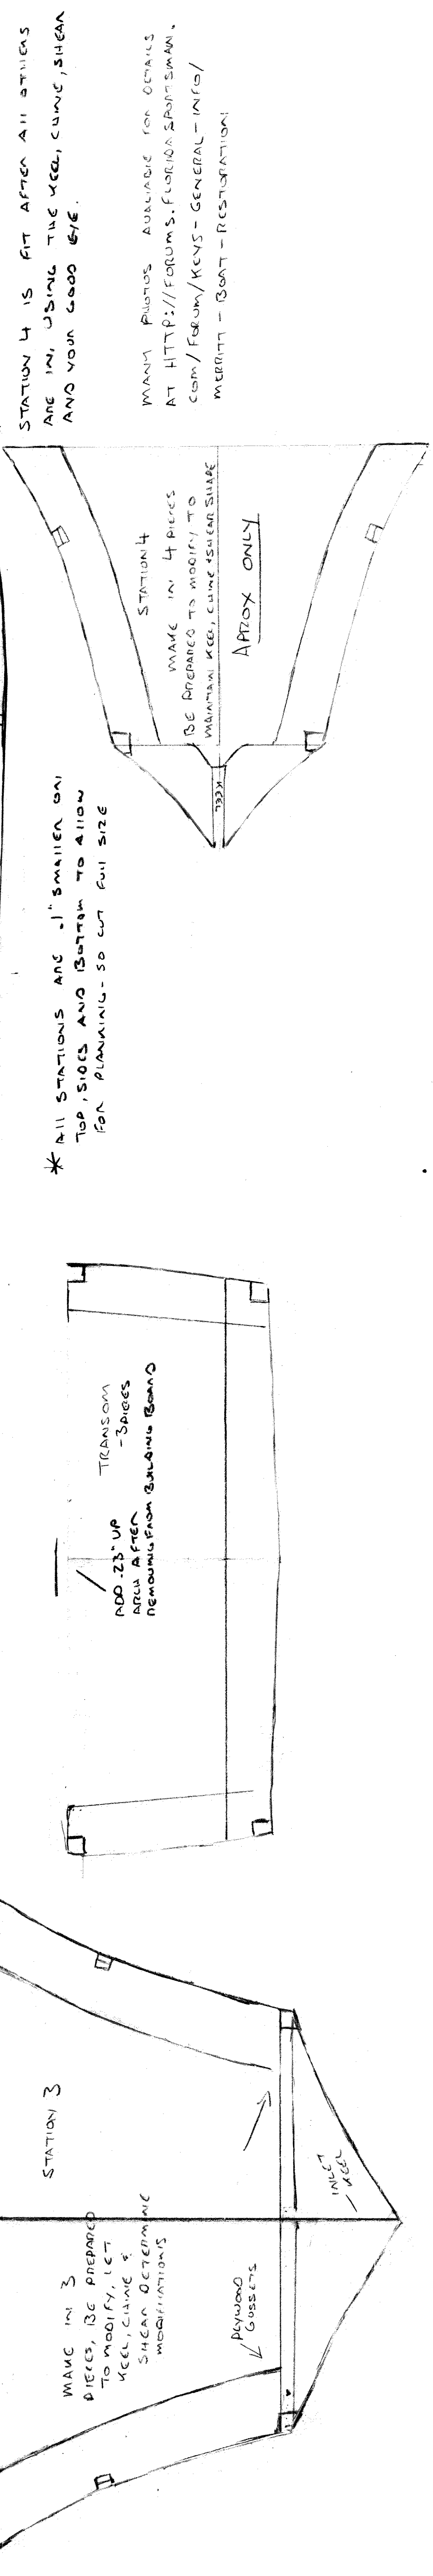 STATION 4 IS FIT AFTER All OTHERS
ARE IN, USING THE KEEL, CHINE, SHEAR
AND YOUR GOOD EYE.
MANY PHOTOS AVALIABLE FOR DETAILS
AT HTTP://FORUMS.FLORIDASPORTSMAN.
COM/FORUM/KEYS-GENERAL-INFO/
MERRITT-BOAT-RESTORATION
STATION 4
MAKE IN 4 PIECES
BE PREPARED TO MODIFY TO
MAINTAIN KEEL, CHINE & SHEAR SHAPE
APROX ONLY
KEEL
* All STATIONS ARE .1" SMALLER ON
TOP, SIDES AND BOTTOM TO ALLOW
FOR PLANKING - SO CUT FULL SIZE
TRANSOM
-3 PIECES
ADD .23" UP
ARCH AFTER
REMOVING FROM BUILDING BOARD
STATION 3
MAKE IN 3
PIECES, BE PREPARED
TO MODIFY, LET
KEEL, CHINE &
SHEAR DETERMINE
MODIFICATIONS
INLET
KEEL
PLYWOOD
GUSSETS